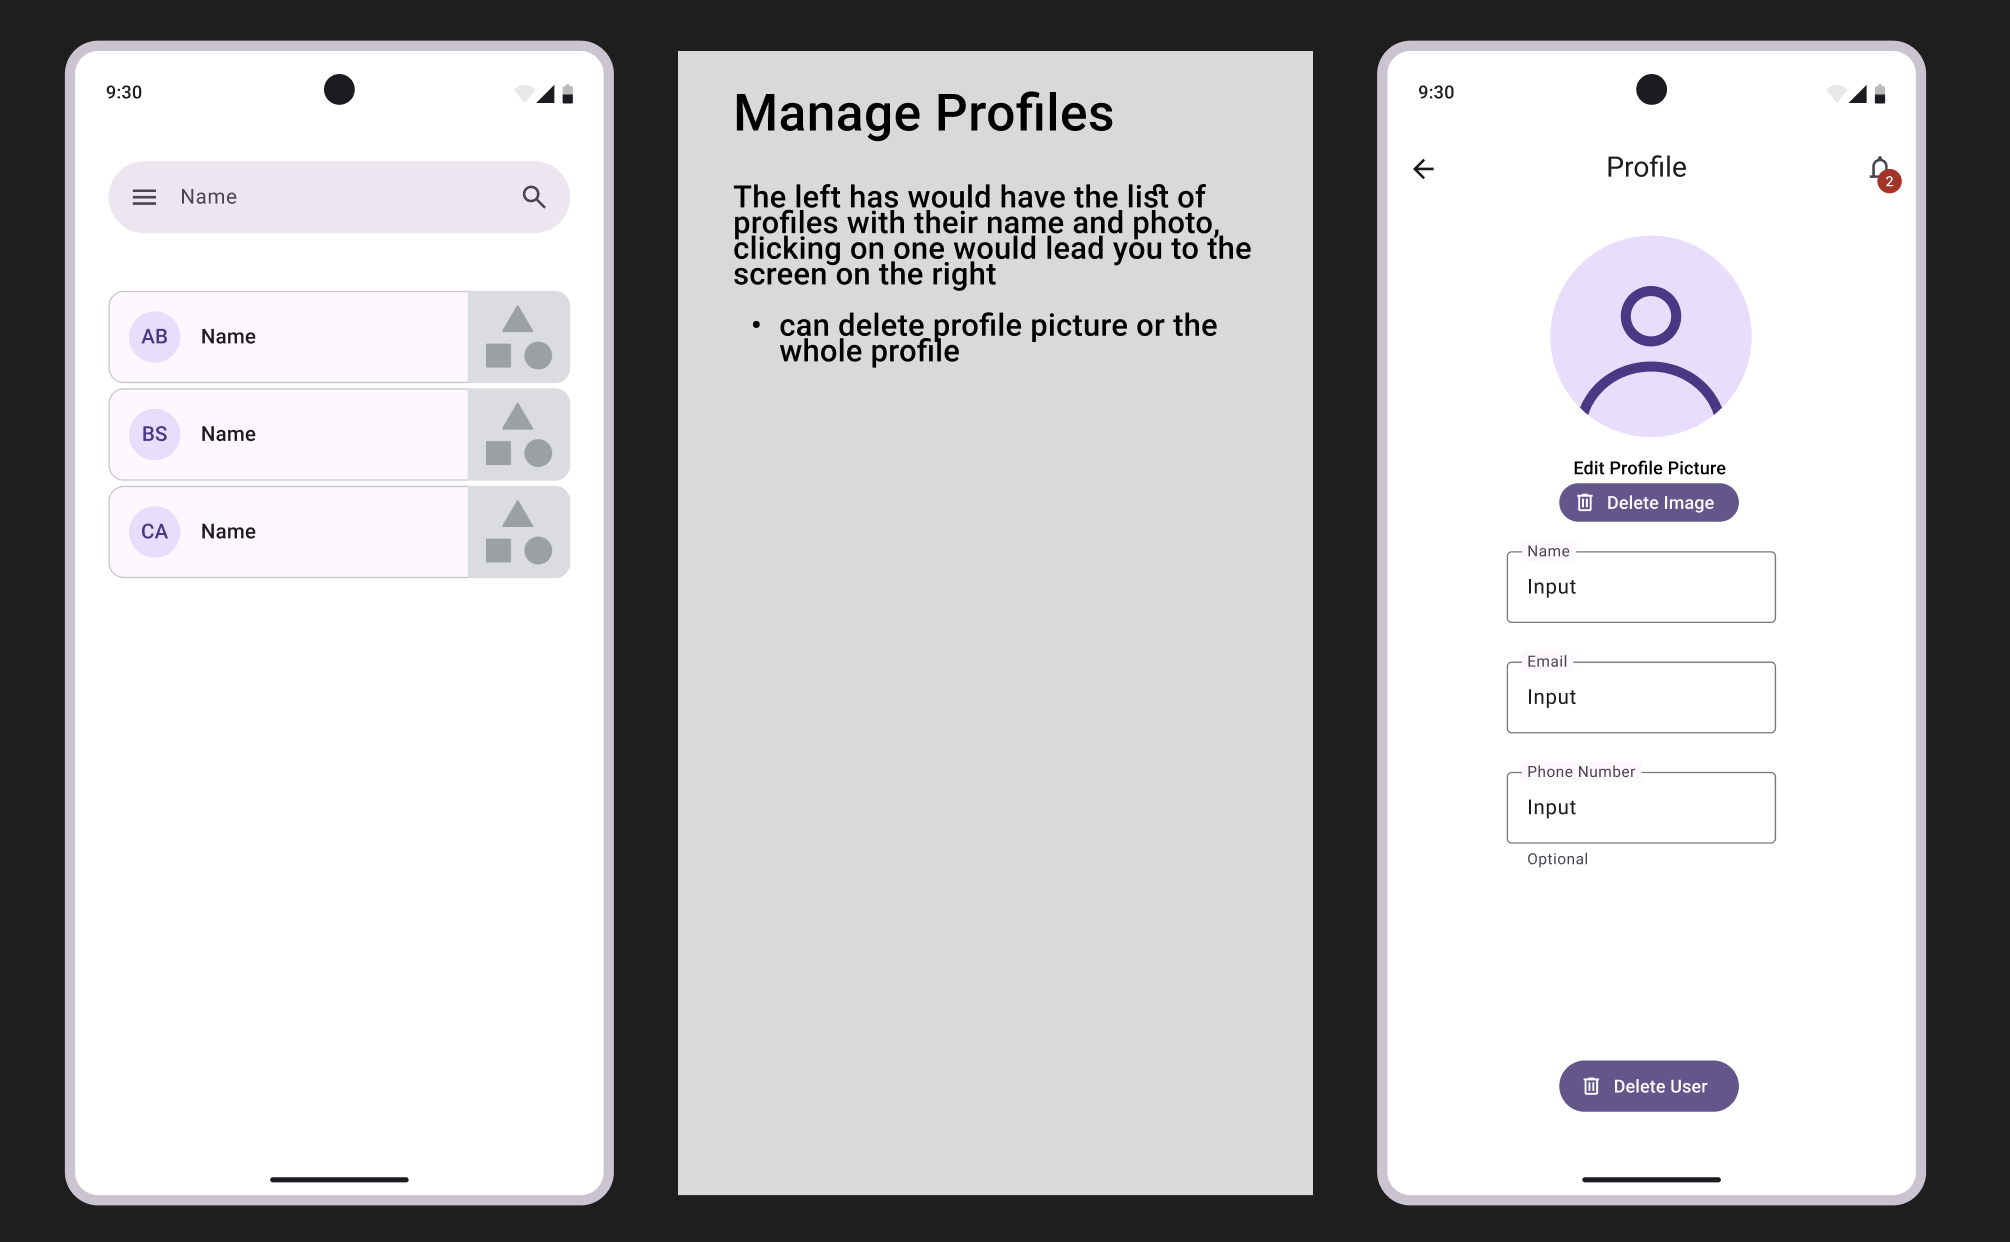 9:30
Name
AB
Name
BS
Name
CA
Name
Manage Profiles
The left has would have the list of
profiles with their name and photo,
clicking on one would lead you to the
screen on the right
• can delete profile picture or the
whole profile
9:30
Profile
2
Edit Profile Picture
Delete Image
Name
Input
Email
Input
Phone Number
Input
Optional
Delete User